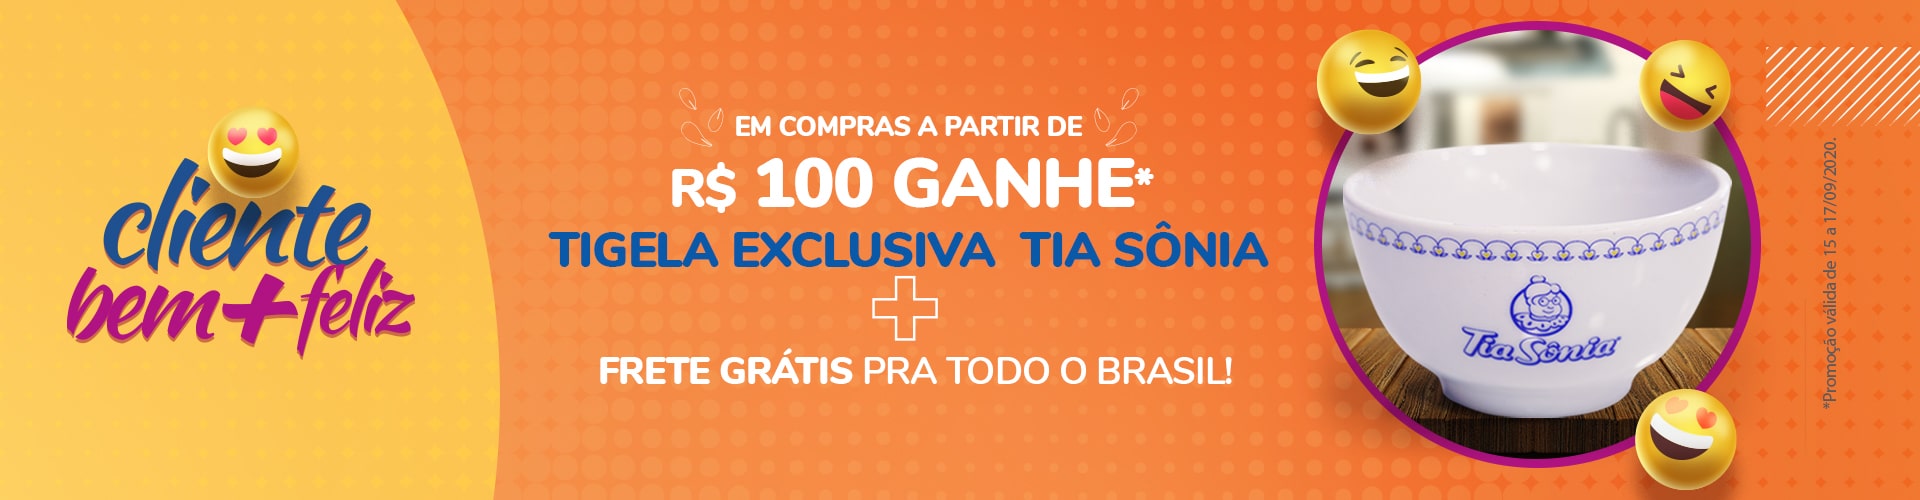 cliente
bem+feliz
EM COMPRAS A PARTIR DE
R$ 100 GANHE*
TIGELA EXCLUSIVA TIA SÔNIA
FRETE GRÁTIS PRA TODO O BRASIL!
Tia Sônia
*Promoção válida de 15 a 17/09/2020.